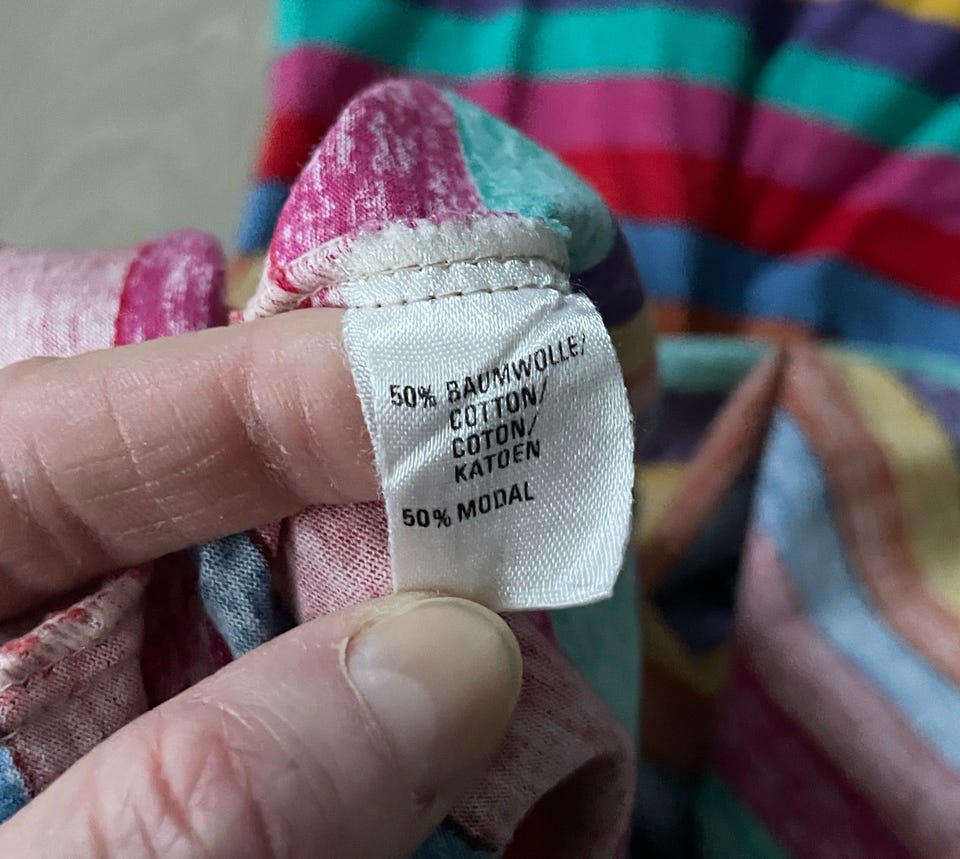 50% BAUMWOLLE/
COTTON/
COTON/
KATOEN
50% MODAL